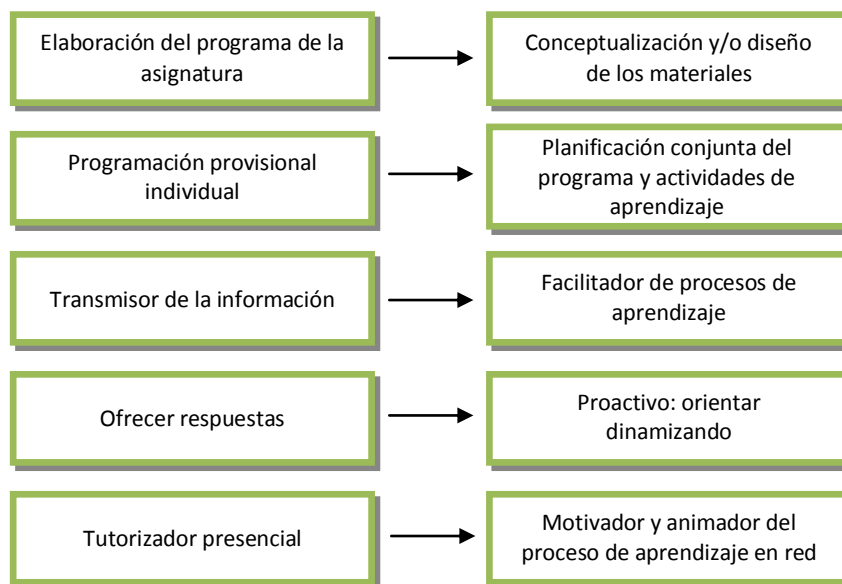 Elaboración del programa de la
asignatura
Conceptualización y/o diseño
de los materiales
Programación provisional
individual
Planificación conjunta del
programa y actividades de
aprendizaje
Transmisor de la información
Facilitador de procesos de
aprendizaje
Ofrecer respuestas
Proactivo: orientar
dinamizando
Tutorizador presencial
Motivador y animador del
proceso de aprendizaje en red